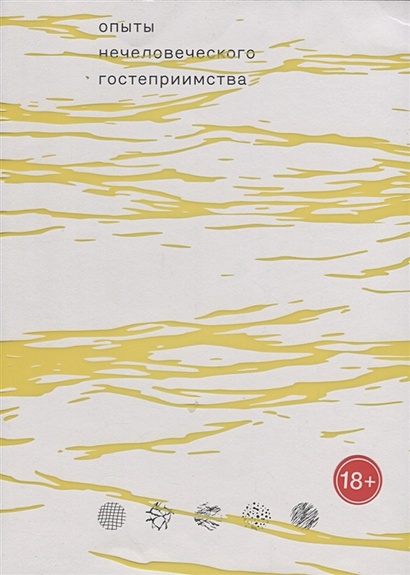 опыты
нечеловеческого
гостеприимства
18+